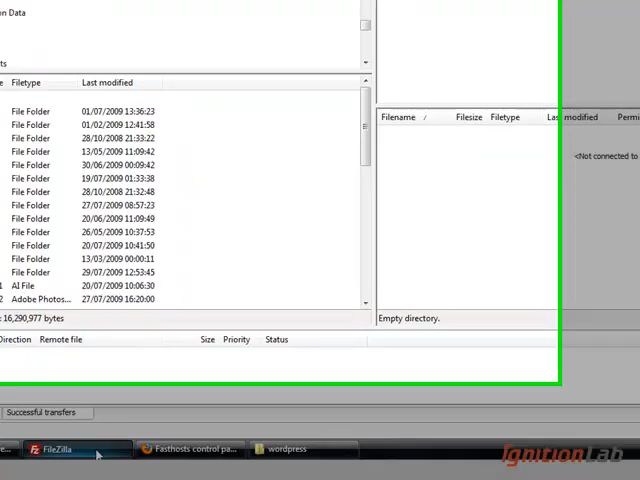 on Data
ts
e Filetype Last modified
File Folder 01/07/2009 13:36:23
File Folder 01/02/2009 12:41:58
File Folder 28/10/2008 21:33:22
File Folder 13/05/2009 11:09:42
File Folder 30/06/2009 00:09:42
File Folder 19/07/2009 01:33:38
File Folder 28/10/2008 21:32:48
File Folder 27/07/2009 08:57:23
File Folder 20/06/2009 11:09:49
File Folder 26/05/2009 10:37:53
File Folder 20/07/2009 10:41:50
File Folder 13/03/2009 00:00:11
File Folder 29/07/2009 12:53:45
1 AI File 20/07/2009 10:06:30
2 Adobe Photos... 27/07/2009 16:20:00
: 16,290,977 bytes
Filename / Filesize Filetype Last modified Permi
<Not connected to
Empty directory.
Direction Remote file Size Priority Status
Successful transfers
e... FileZilla Fasthosts control pa... wordpress
IgnitionLab